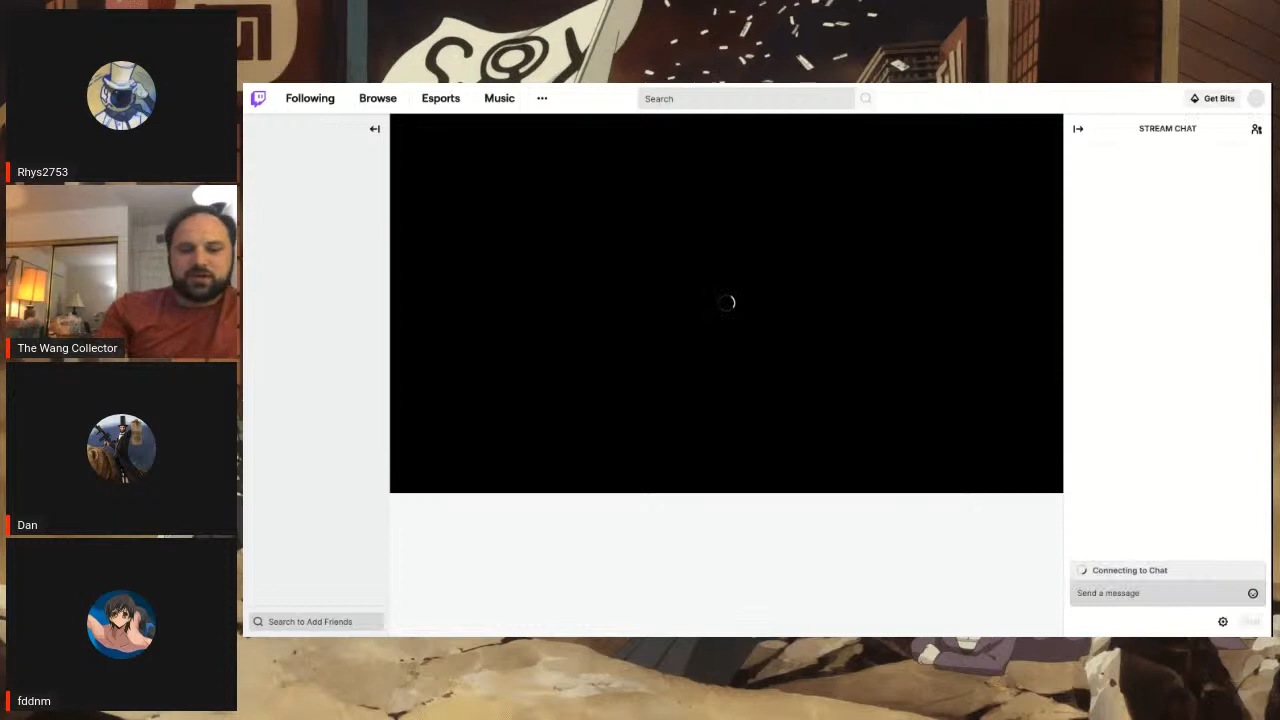 Rhys2753
The Wang Collector
Dan
fddnm
Following
Browse
Esports
Music
Search
Get Bits
STREAM CHAT
Connecting to Chat
Send a message
Search to Add Friends